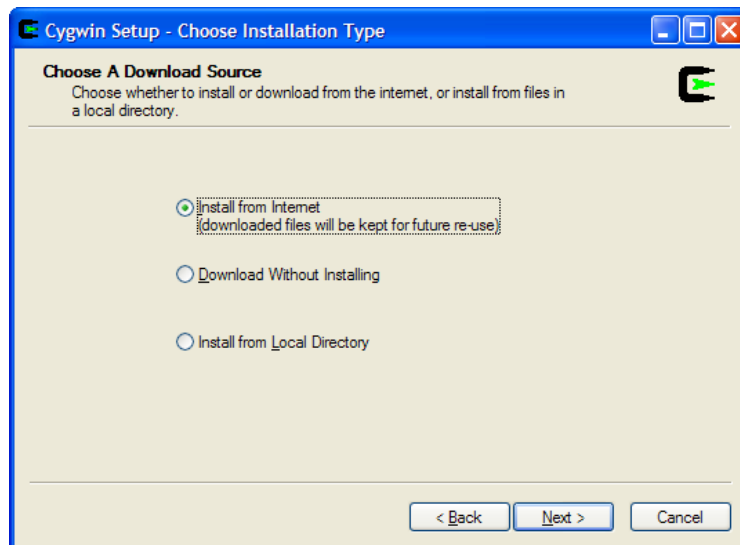 Cygwin Setup - Choose Installation Type
Choose A Download Source
Choose whether to install or download from the internet, or install from files in
a local directory.
Install from Internet
(downloaded files will be kept for future re-use)
Download Without Installing
Install from Local Directory
< Back
Next >
Cancel